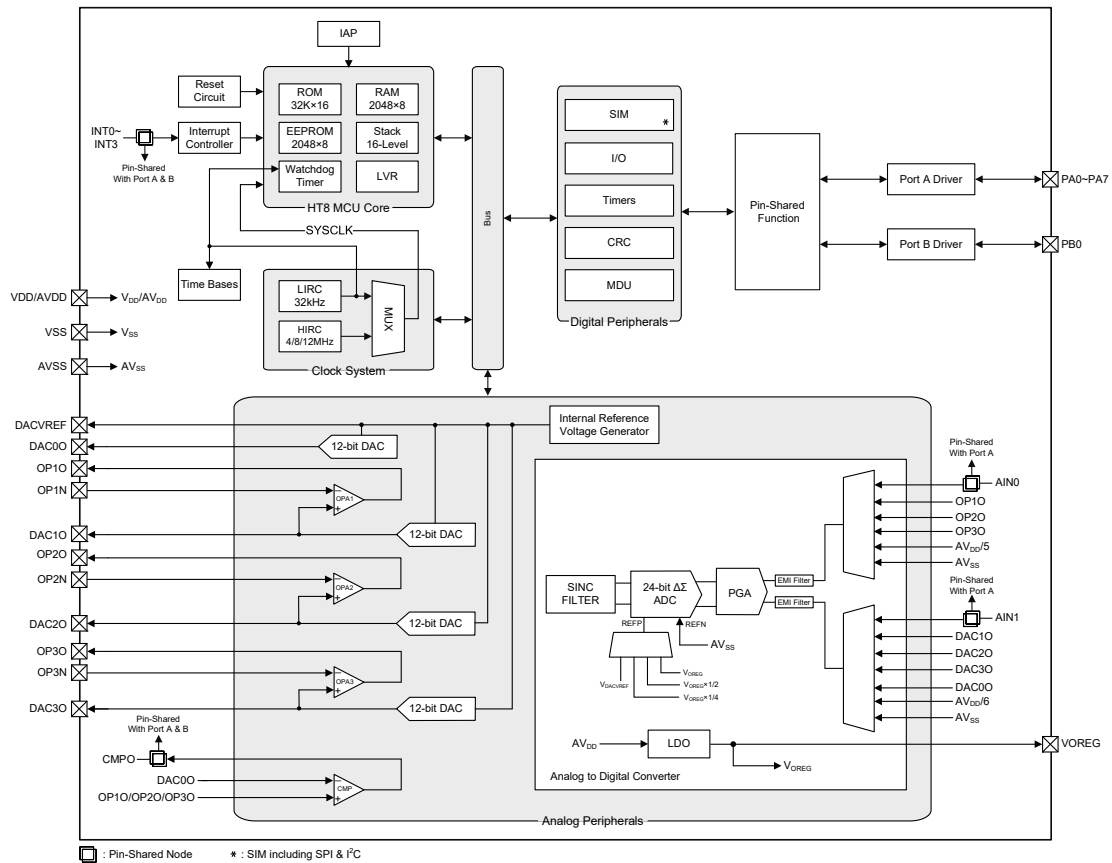 IAP
Reset
Circuit
ROM
32K×16
RAM
2048×8
INT0~
INT3
Interrupt
Controller
EEPROM
2048×8
Stack
16-Level
Pin-Shared
With Port A & B
Watchdog
Timer
LVR
HT8 MCU Core
SYSCLK
Time Bases
LIRC
32kHz
HIRC
4/8/12MHz
MUX
Clock System
Bus
SIM
*
I/O
Timers
CRC
MDU
Digital Peripherals
Pin-Shared
Function
Port A Driver
PA0~PA7
Port B Driver
PB0
VDD/AVDD
VDD/AVDD
VSS
VSS
AVSS
AVSS
DACVREF
DAC0O
OP1O
OP1N
DAC1O
OP2O
OP2N
DAC2O
OP3O
OP3N
DAC3O
Pin-Shared
With Port A & B
CMPO
DAC0O
OP1O/OP2O/OP3O
12-bit DAC
OPA1
12-bit DAC
OPA2
12-bit DAC
OPA3
12-bit DAC
CMP
Internal Reference
Voltage Generator
SINC
FILTER
24-bit ΔΣ
ADC
PGA
EMI Filter
EMI Filter
REFP
REFN
AVSS
VDACVREF
VOREG
VOREG×1/2
VOREG×1/4
Pin-Shared
With Port A
AIN0
OP1O
OP2O
OP3O
AVDD/5
AVSS
Pin-Shared
With Port A
AIN1
DAC1O
DAC2O
DAC3O
DAC0O
AVDD/6
AVSS
AVDD
LDO
VOREG
VOREG
Analog to Digital Converter
Analog Peripherals
: Pin-Shared Node
* : SIM including SPI & I²C